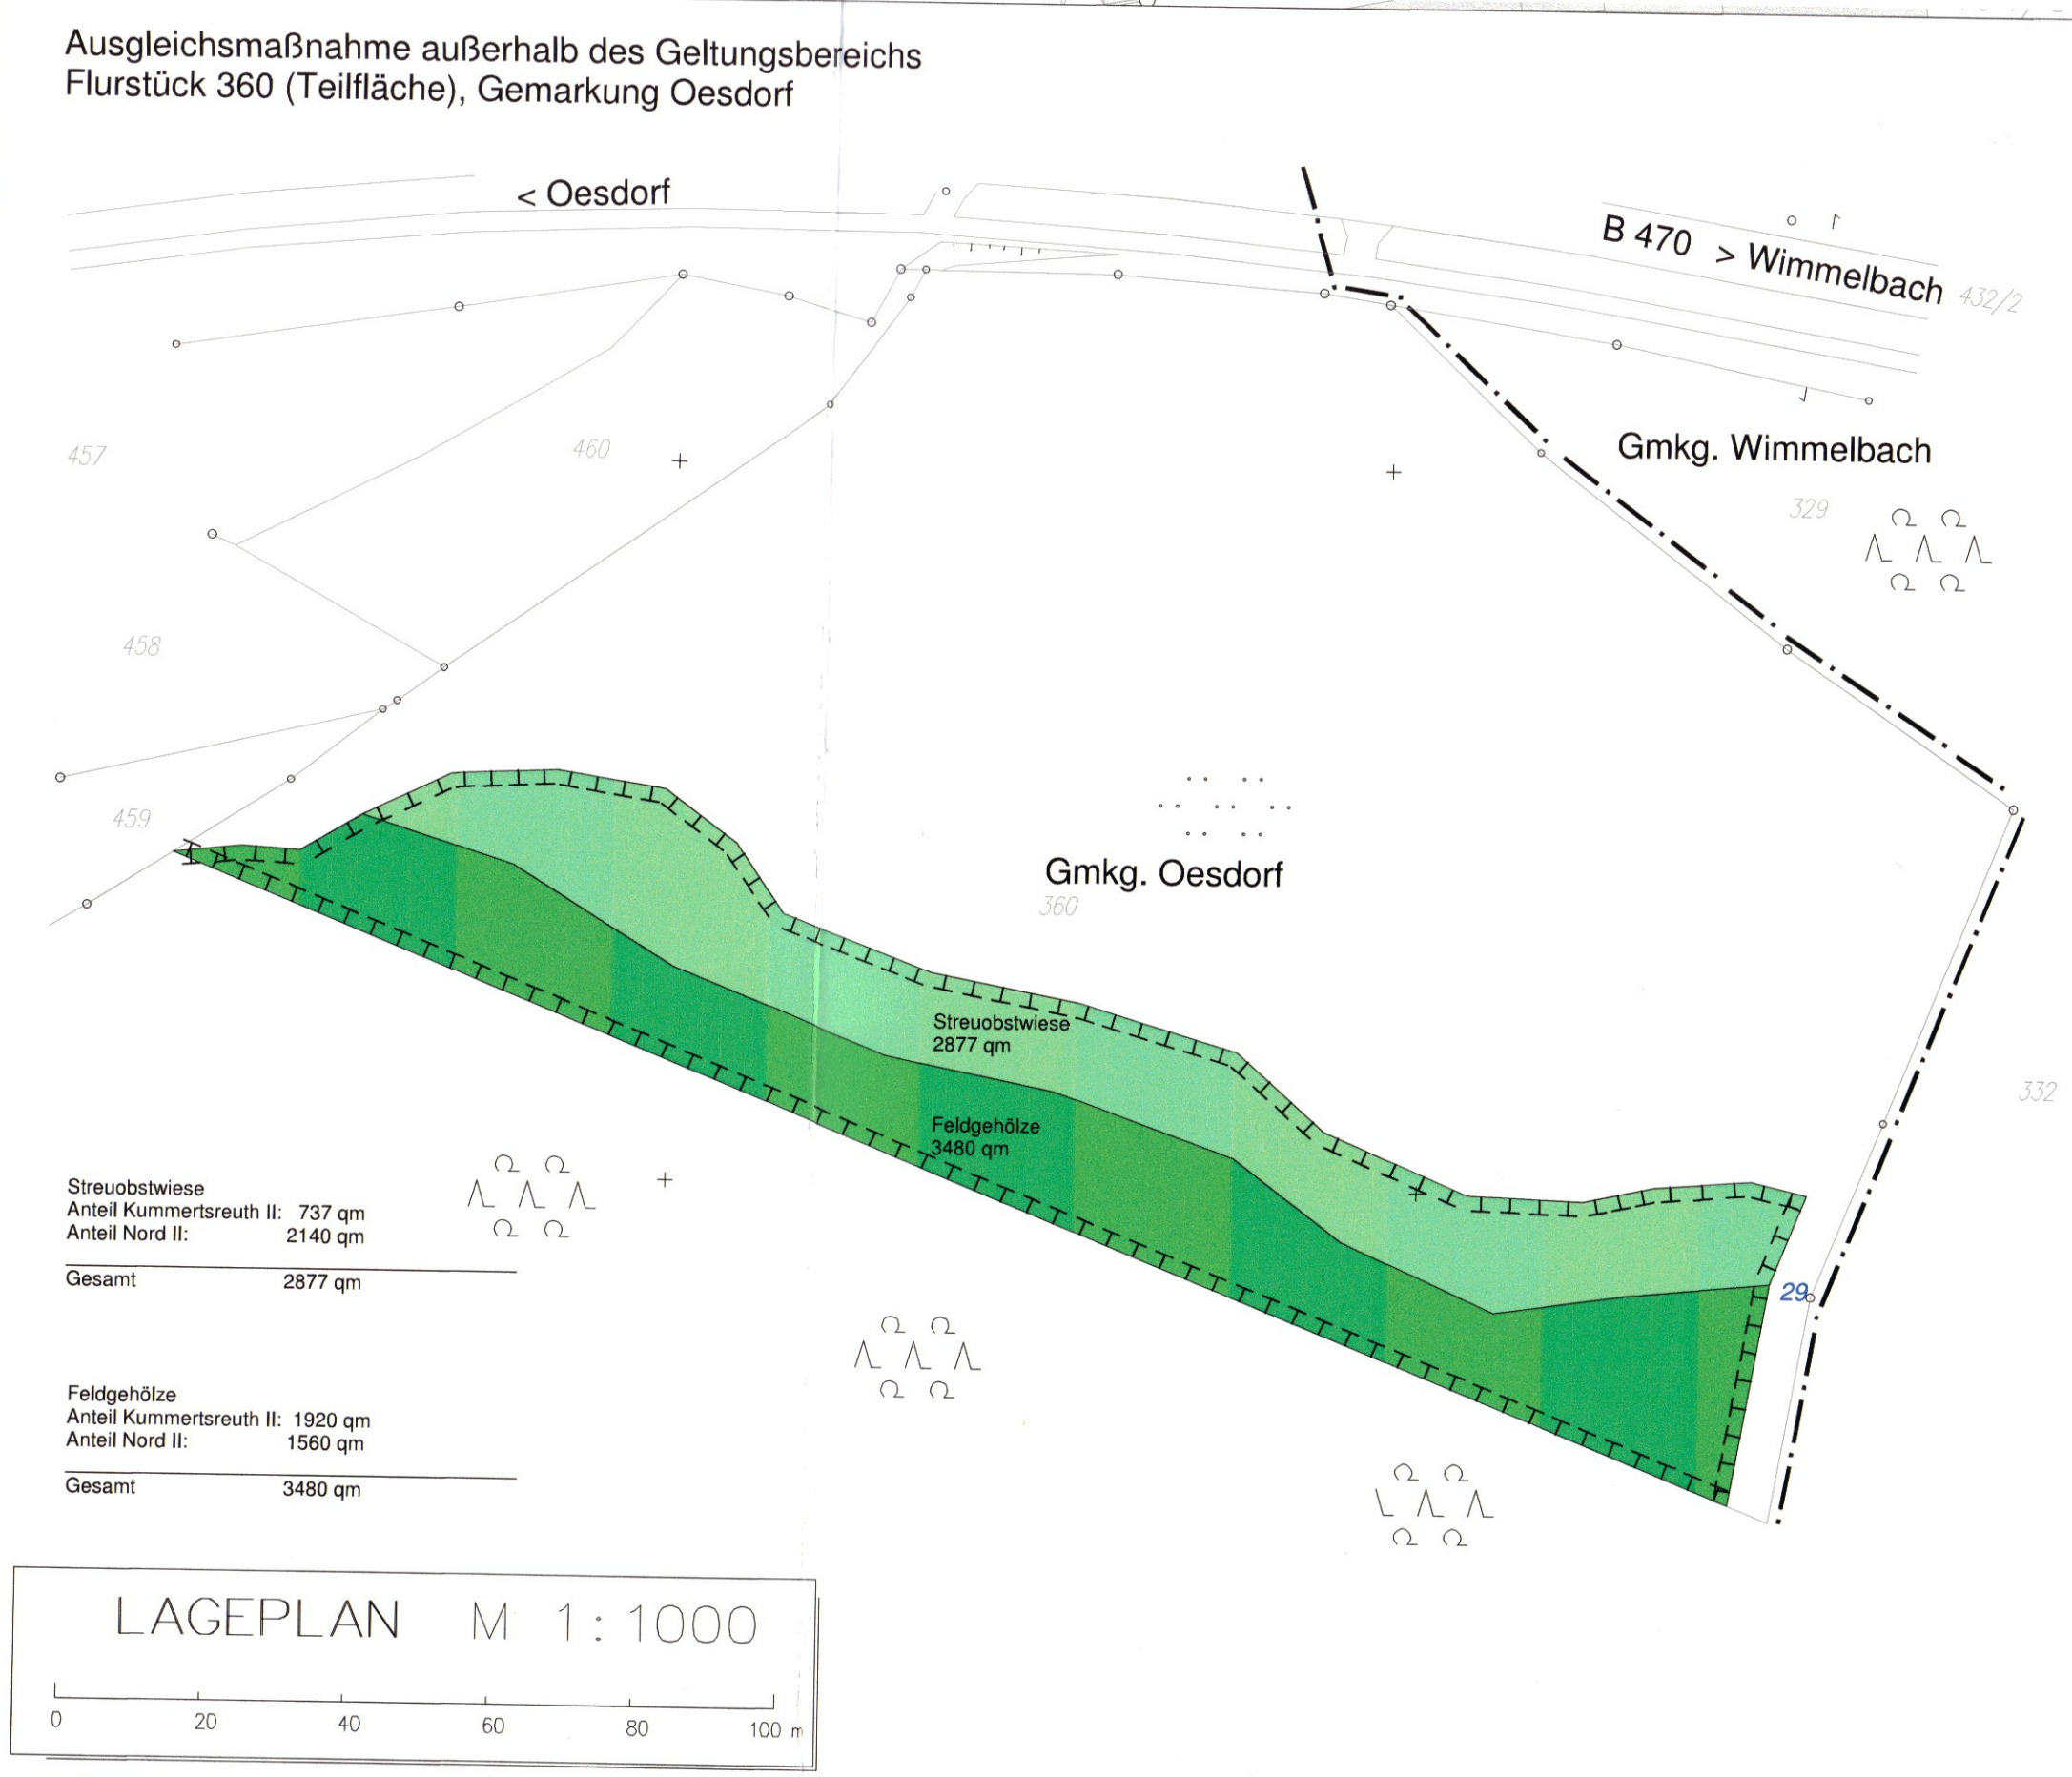 Ausgleichsmaßnahme außerhalb des Geltungsbereichs
Flurstück 360 (Teilfläche), Gemarkung Oesdorf
< Oesdorf
B 470 > Wimmelbach
432/2
457
460
Gmkg. Wimmelbach
329
458
459
Gmkg. Oesdorf
360
Streuobstwiese
2877 qm
332
Feldgehölze
3480 qm
Streuobstwiese
Anteil Kummertsreuth II: 737 qm
Anteil Nord II: 2140 qm
Gesamt 2877 qm
29
Feldgehölze
Anteil Kummertsreuth II: 1920 qm
Anteil Nord II: 1560 qm
Gesamt 3480 qm
LAGEPLAN M 1:1000
0 20 40 60 80 100 m